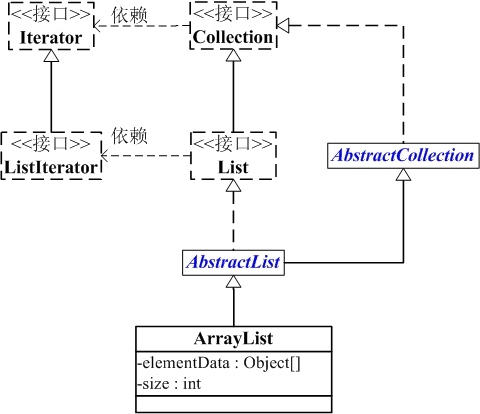 <<接口>>
Iterator
依赖
<<接口>>
Collection
<<接口>>
ListIterator
依赖
<<接口>>
List
AbstractCollection
AbstractList
ArrayList
-elementData : Object[]
-size : int